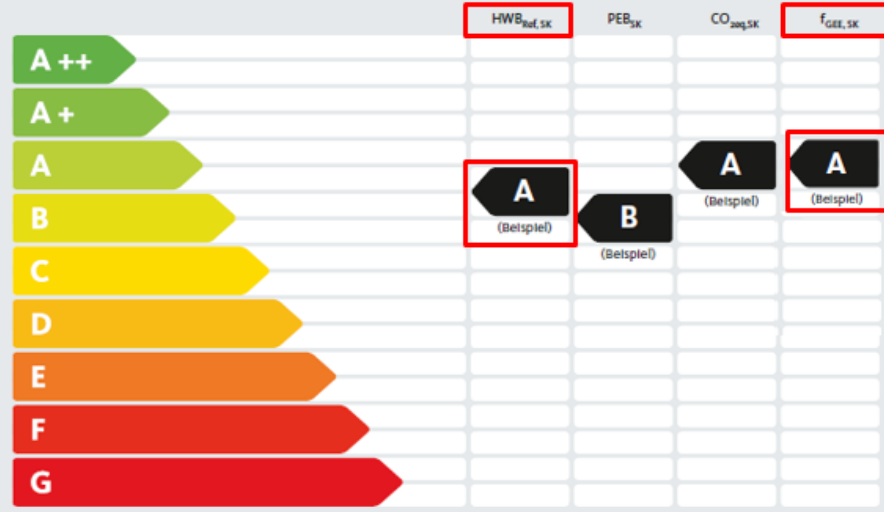 HWBRef, SK PEBSK CO2eq,SK fGEE, SK
A ++
A +
A A A
A
(Beispiel) (Beispiel)
B B
(Beispiel)
(Beispiel)
C
D
E
F
G